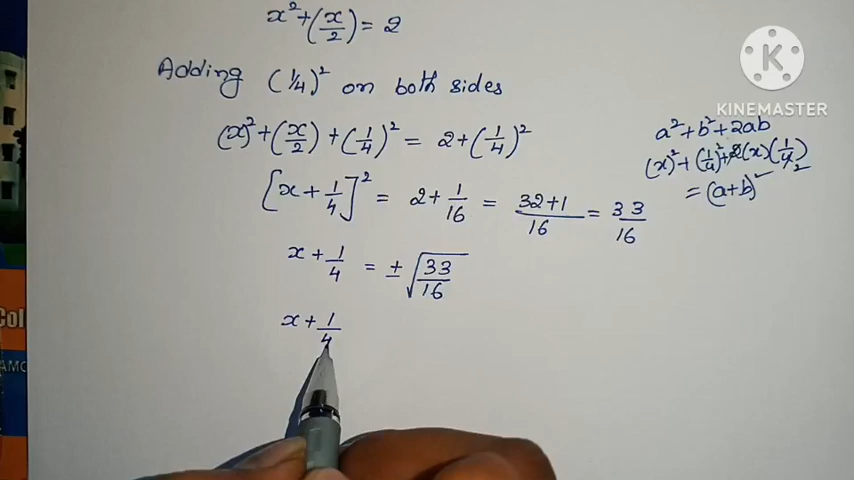 x² + (x/2) = 2
Adding (1/4)² on both sides
(x)² + (x/2) + (1/4)² = 2 + (1/4)²
[x + 1/4]² = 2 + 1/16 = 32+1/16 = 33/16
x + 1/4 = ± √33/16
x + 1/4
K
KINEMASTER
a² + b² + 2ab
(x)² + (1/4)² + 2(x)(1/4)
= (a+b)²
Col